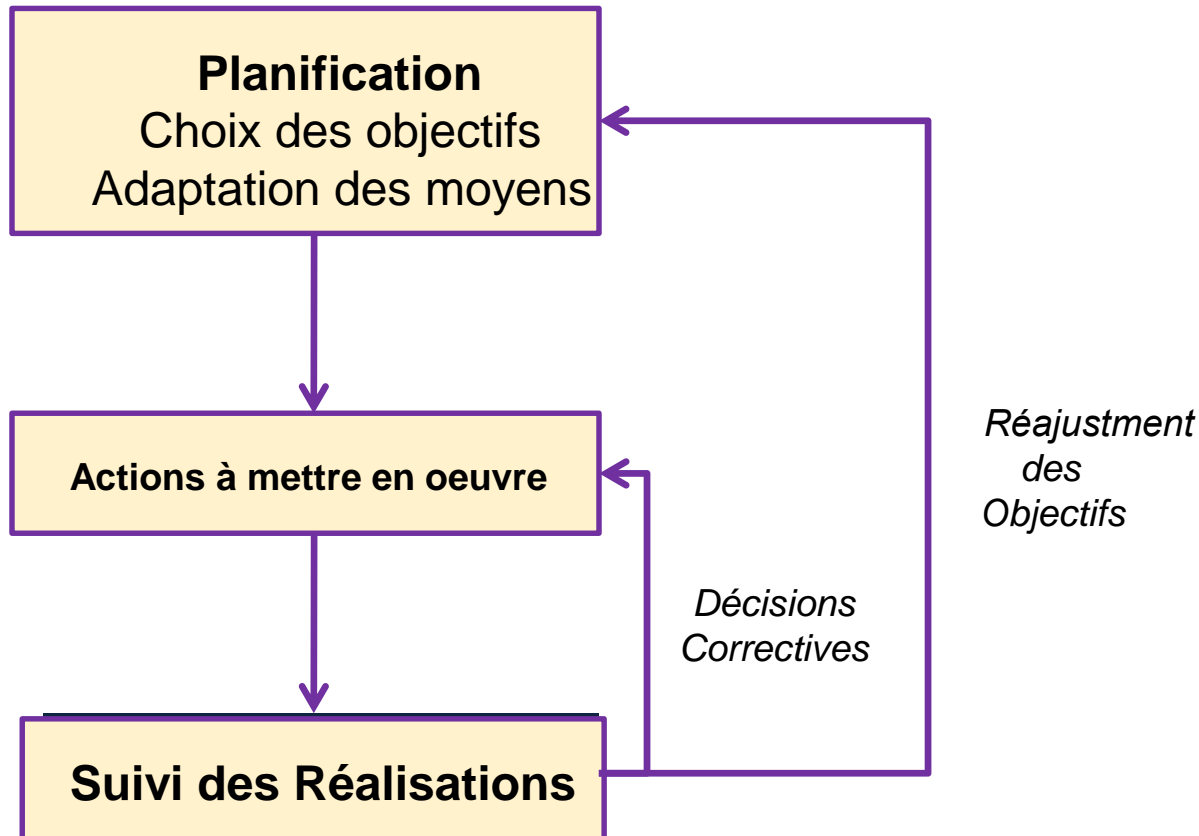 Planification
Choix des objectifs
Adaptation des moyens
Actions à mettre en oeuvre
Réajustment
des
Objectifs
Décisions
Correctives
Suivi des Réalisations